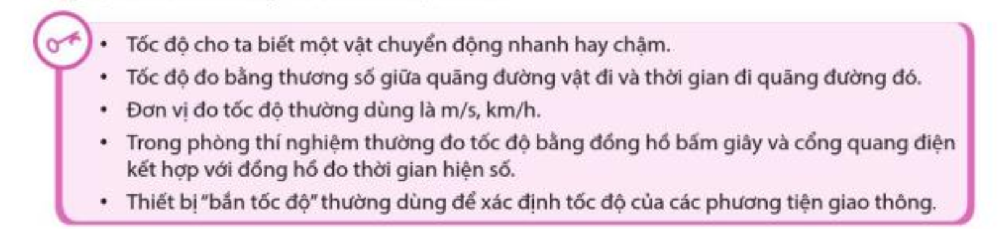 • Tốc độ cho ta biết một vật chuyển động nhanh hay chậm.
• Tốc độ đo bằng thương số giữa quãng đường vật đi và thời gian đi quãng đường đó.
• Đơn vị đo tốc độ thường dùng là m/s, km/h.
• Trong phòng thí nghiệm thường đo tốc độ bằng đồng hồ bấm giây và cổng quang điện
kết hợp với đồng hồ đo thời gian hiện số.
• Thiết bị “bắn tốc độ” thường dùng để xác định tốc độ của các phương tiện giao thông.